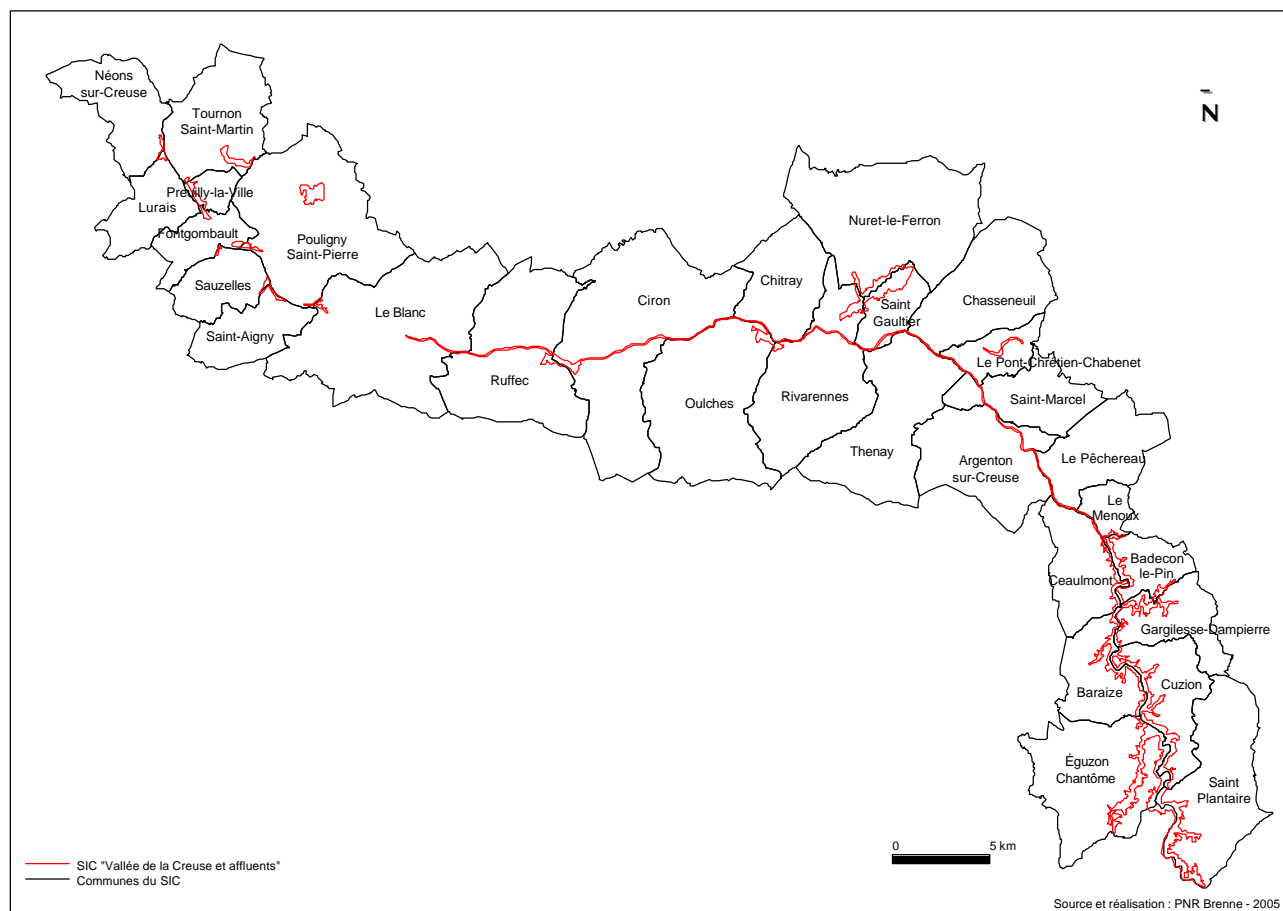 Néons
sur-Creuse
Tournon
Saint-Martin
N
Preuilly-la-Ville
Lurais
Fontgombault
Pouligny
Saint-Pierre
Nuret-le-Ferron
Sauzelles
Chitray
Ciron
Chasseneuil
Saint
Gaultier
Le Blanc
Saint-Aigny
Le Pont-Chrétien-Chabenet
Ruffec
Saint-Marcel
Oulches
Rivarennes
Thenay
Argenton
sur-Creuse
Le Pêchereau
Le
Menoux
Badecon
le-Pin
Ceaulmont
Gargilesse-Dampierre
Baraize
Cuzion
Éguzon
Chantôme
Saint
Plantaire
0 5 km
SIC "Vallée de la Creuse et affluents"
Communes du SIC
Source et réalisation : PNR Brenne - 2005